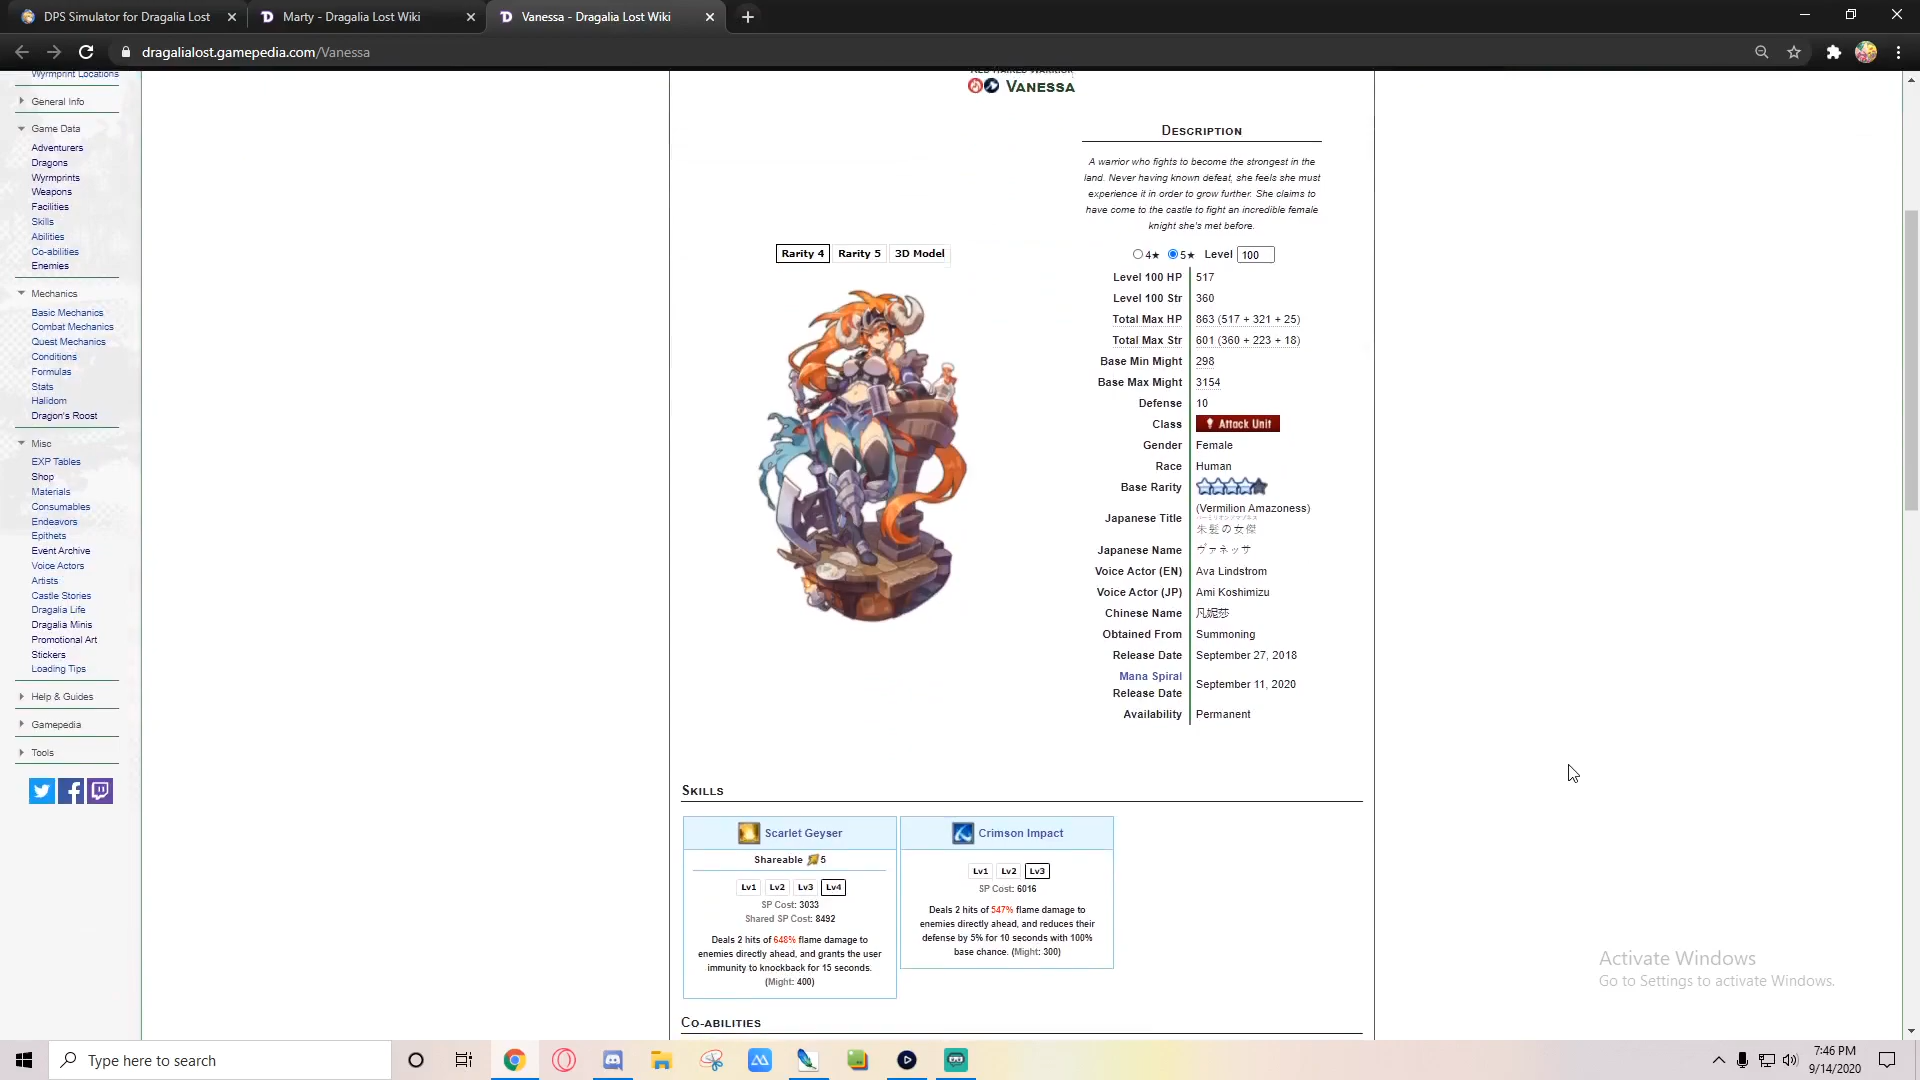 DPS Simulator for Dragalia Lost
Marty - Dragalia Lost Wiki
Vanessa - Dragalia Lost Wiki
dragalialost.gamepedia.com/Vanessa
Wyrmprint Locations
General Info
Game Data
Adventurers
Dragons
Wyrmprints
Weapons
Facilities
Skills
Abilities
Co-abilities
Enemies
Mechanics
Basic Mechanics
Combat Mechanics
Quest Mechanics
Conditions
Formulas
Stats
Halidom
Dragon's Roost
Misc
EXP Tables
Shop
Materials
Consumables
Endeavors
Epithets
Event Archive
Voice Actors
Artists
Castle Stories
Dragalia Life
Dragalia Minis
Promotional Art
Stickers
Loading Tips
Help & Guides
Gamepedia
Tools
VANESSA
Rarity 4 Rarity 5 3D Model
DESCRIPTION
A warrior who fights to become the strongest in the
land. Never having known defeat, she feels she must
experience it in order to grow further. She claims to
have come to the castle to fight an incredible female
knight she's met before.
4★ 5★ Level 100
Level 100 HP 517
Level 100 Str 360
Total Max HP 863 (517 + 321 + 25)
Total Max Str 601 (360 + 223 + 18)
Base Min Might 298
Base Max Might 3154
Defense 10
Class Attack Unit
Gender Female
Race Human
Base Rarity
Japanese Title (Vermilion Amazoness)
朱髪の女傑
Japanese Name ヴァネッサ
Voice Actor (EN) Ava Lindstrom
Voice Actor (JP) Ami Koshimizu
Chinese Name 凡妮莎
Obtained From Summoning
Release Date September 27, 2018
Mana Spiral
Release Date September 11, 2020
Availability Permanent
SKILLS
Scarlet Geyser
Shareable 5
Lv1 Lv2 Lv3 Lv4
SP Cost: 3033
Shared SP Cost: 8492
Deals 2 hits of 648% flame damage to
enemies directly ahead, and grants the user
immunity to knockback for 15 seconds.
(Might: 400)
Crimson Impact
Lv1 Lv2 Lv3
SP Cost: 6016
Deals 2 hits of 547% flame damage to
enemies directly ahead, and reduces their
defense by 5% for 10 seconds with 100%
base chance. (Might: 300)
CO-ABILITIES
Activate Windows
Go to Settings to activate Windows.
Type here to search
7:46 PM
9/14/2020